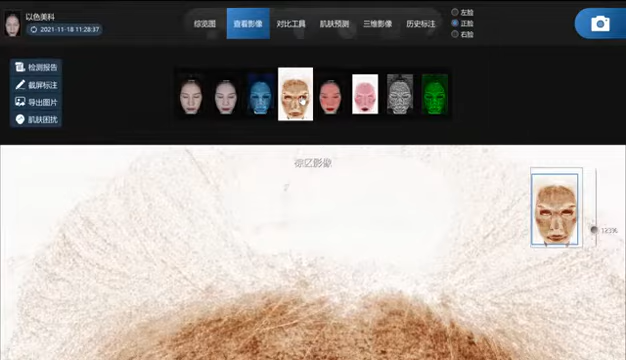 以色美科
2021-11-18 11:28:37
综览图 查看影像 对比工具 肌肤预测 三维影像 历史标注
左脸
正脸
右脸
检测报告
截屏标注
导出图片
肌肤困扰
棕区影像
123%